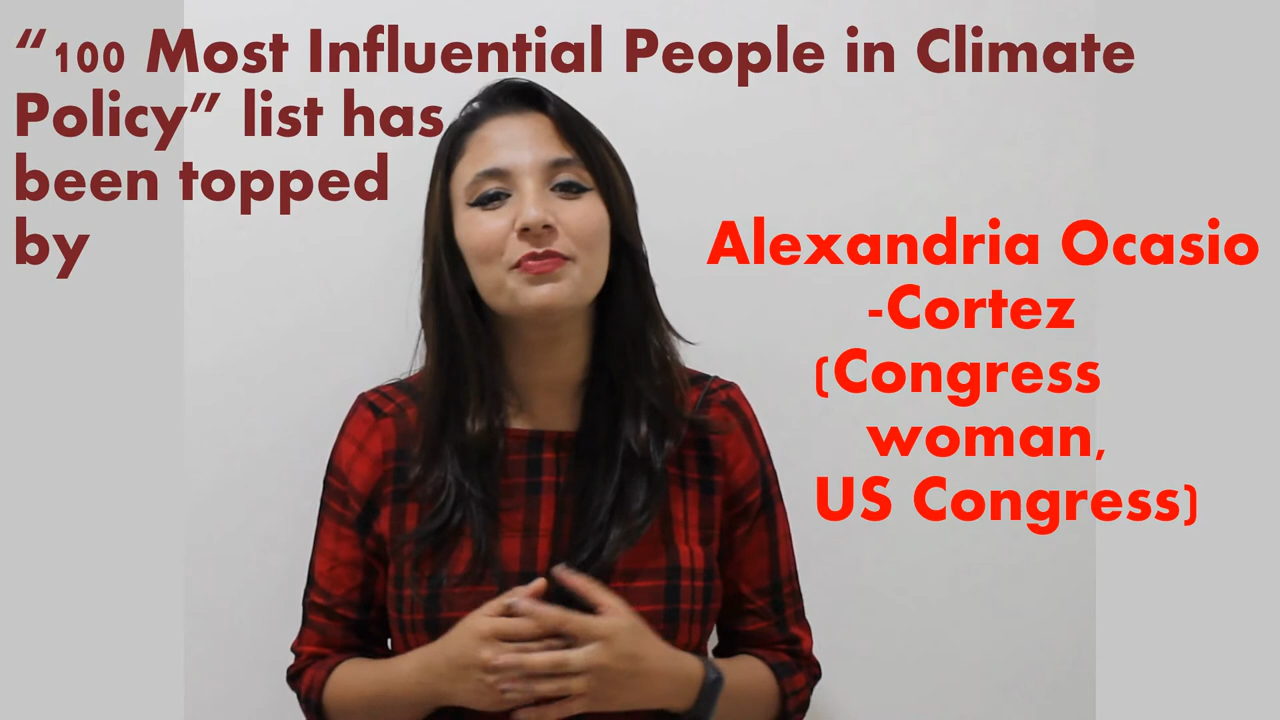 “100 Most Influential People in Climate
Policy” list has
been topped
by
Alexandria Ocasio
-Cortez
(Congress
woman,
US Congress)